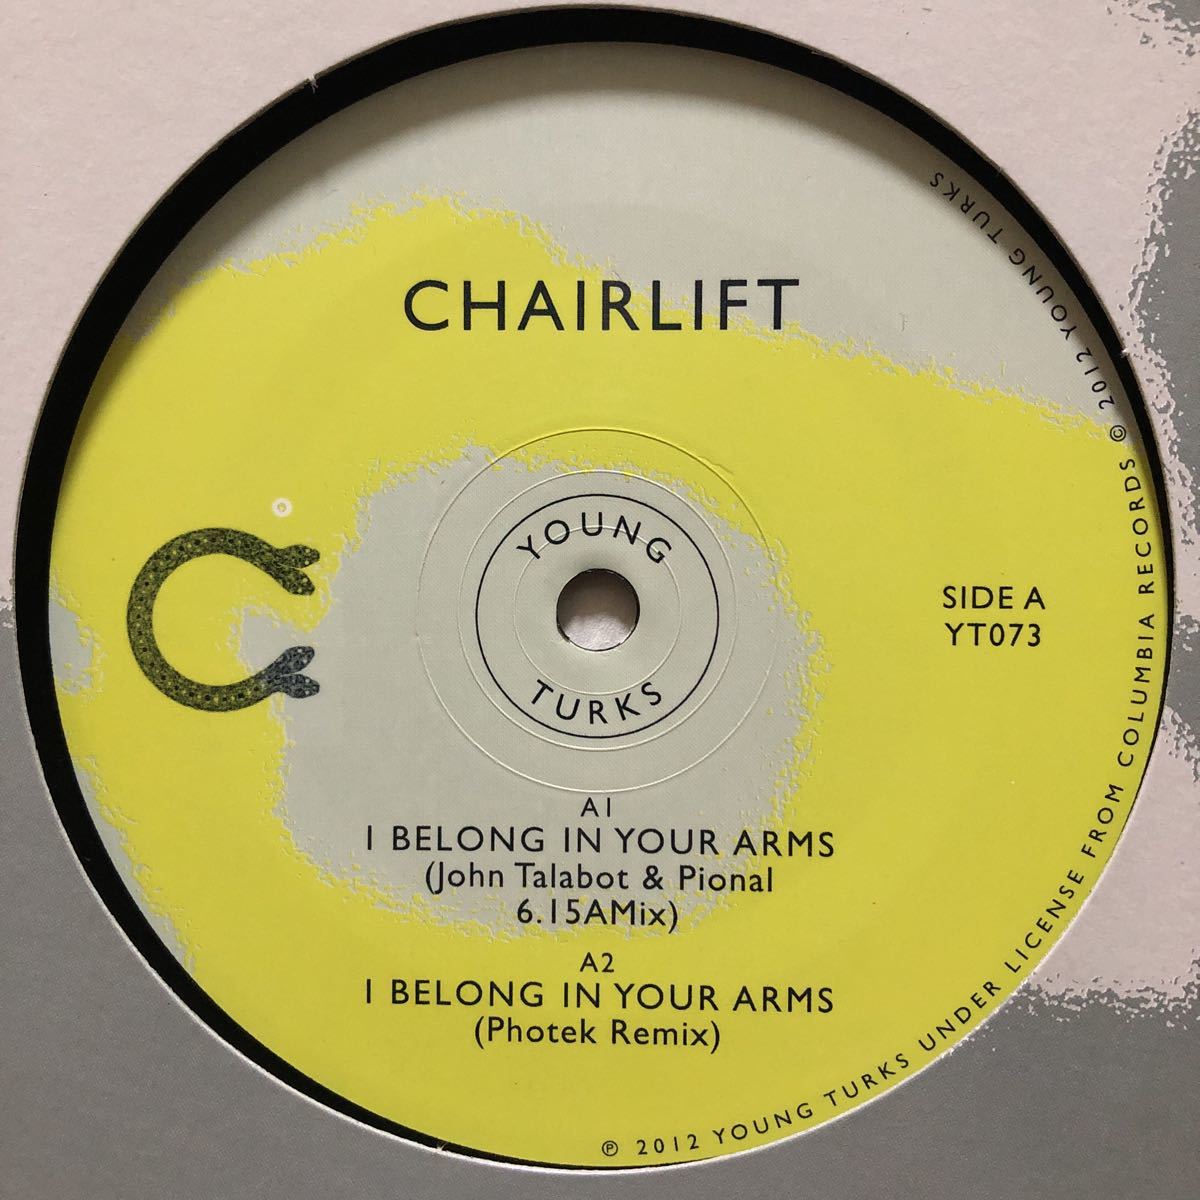 CHAIRLIFT
YOUNG
TURKS
SIDE A
YT073
A1
I BELONG IN YOUR ARMS
(John Talabot & Pional
6.15AMix)
A2
I BELONG IN YOUR ARMS
(Photek Remix)
℗ 2012 YOUNG TURKS UNDER LICENSE FROM COLUMBIA RECORDS © 2012 YOUNG TURKS